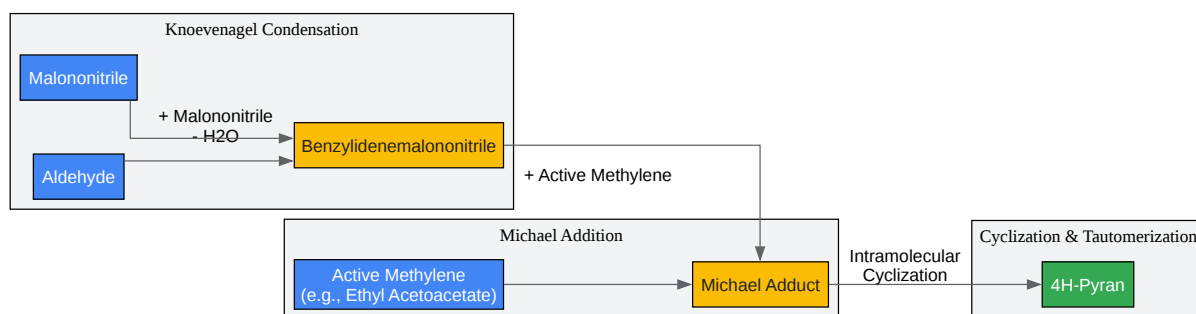 Knoevenagel Condensation
Malononitrile
+ Malononitrile
- H2O
Benzylidenemalononitrile
Aldehyde
+ Active Methylene
Michael Addition
Active Methylene
(e.g., Ethyl Acetoacetate)
Michael Adduct
Intramolecular
Cyclization
Cyclization & Tautomerization
4H-Pyran